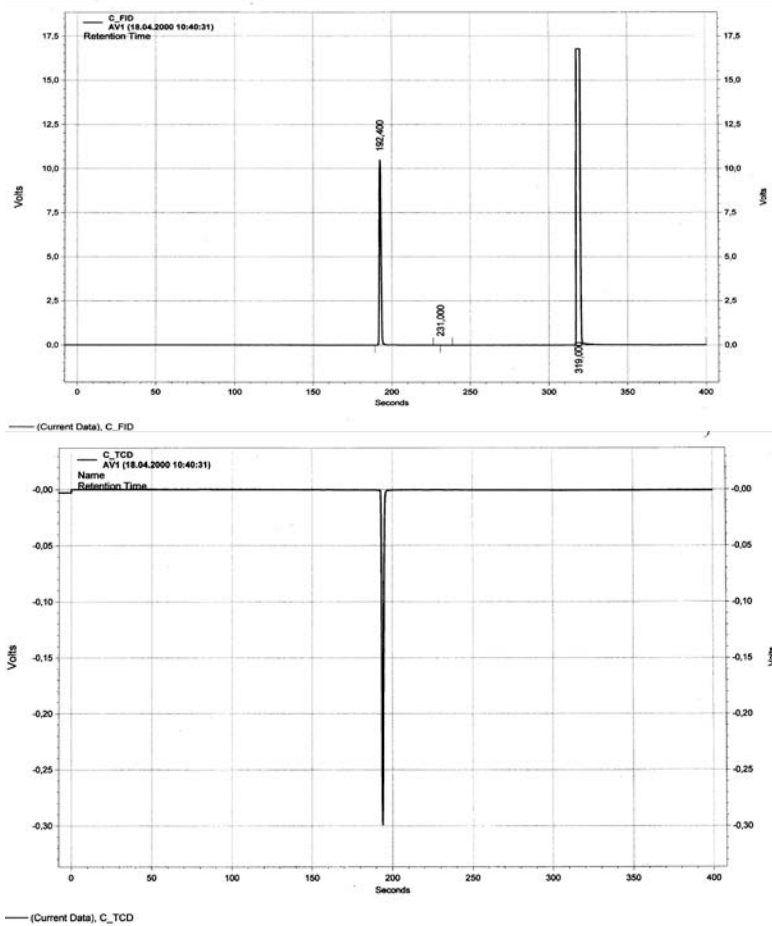 C_FID
AV1 (18.04.2000 10:40:31)
Retention Time
17,5 17,5
15,0 15,0
12,5 12,5
192,400
10,0 10,0
Volts Volts
7,5 7,5
5,0 5,0
231,000
2,5 2,5
0,0 0,0
319,000
0 50 100 150 200 250 300 350 400
Seconds
(Current Data), C_FID
C_TCD
AV1 (18.04.2000 10:40:31)
Name
Retention Time
-0,00 -0,00
-0,05 -0,05
-0,10 -0,10
Volts Volts
-0,15 -0,15
-0,20 -0,20
-0,25 -0,25
-0,30 -0,30
0 50 100 150 200 250 300 350 400
Seconds
(Current Data), C_TCD